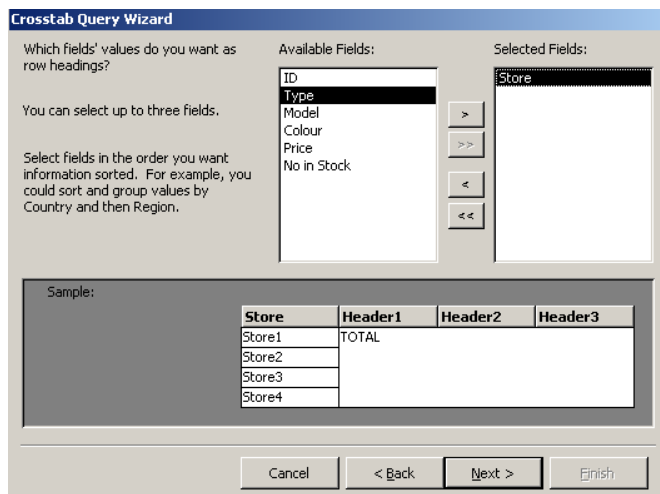 Crosstab Query Wizard
Which fields' values do you want as
row headings?
You can select up to three fields.
Select fields in the order you want
information sorted. For example, you
could sort and group values by
Country and then Region.
Available Fields:
ID
Type
Model
Colour
Price
No in Stock
>
>>
<
<<
Selected Fields:
Store
Sample:
Store Header1 Header2 Header3
Store1 TOTAL
Store2
Store3
Store4
Cancel < Back Next > Finish